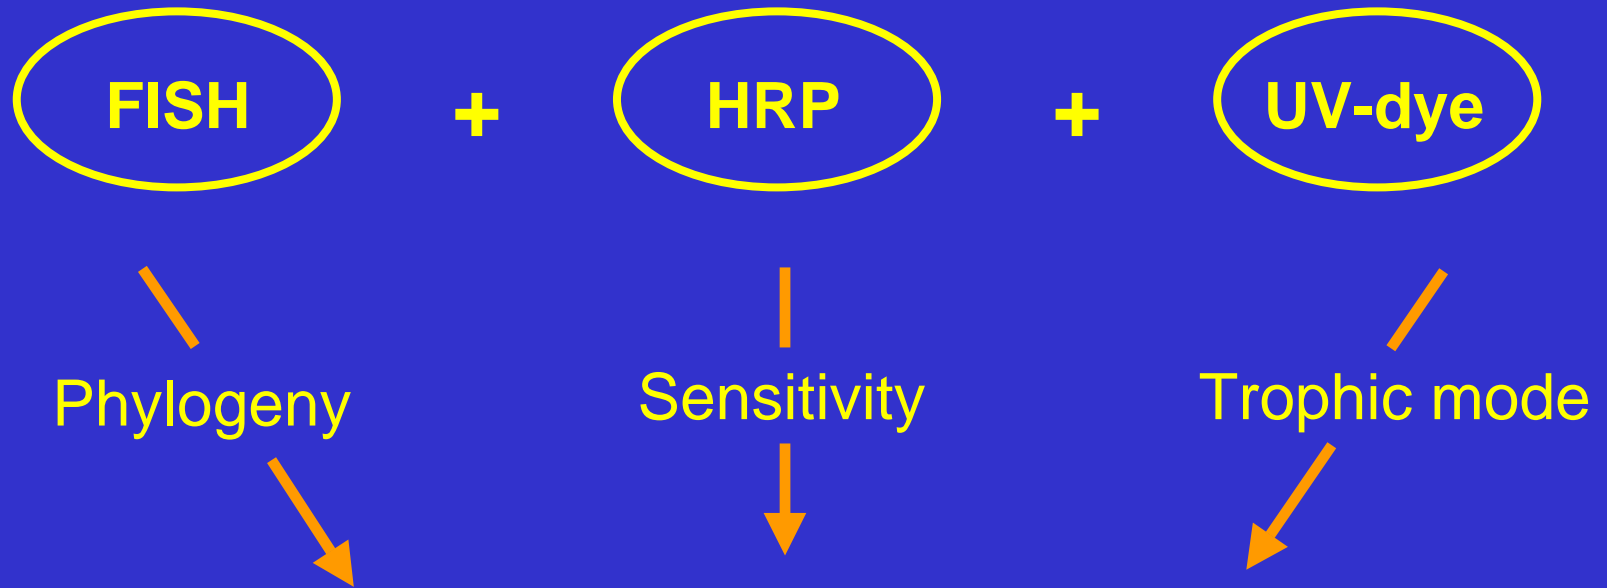 FISH + HRP + UV-dye
Phylogeny Sensitivity Trophic mode